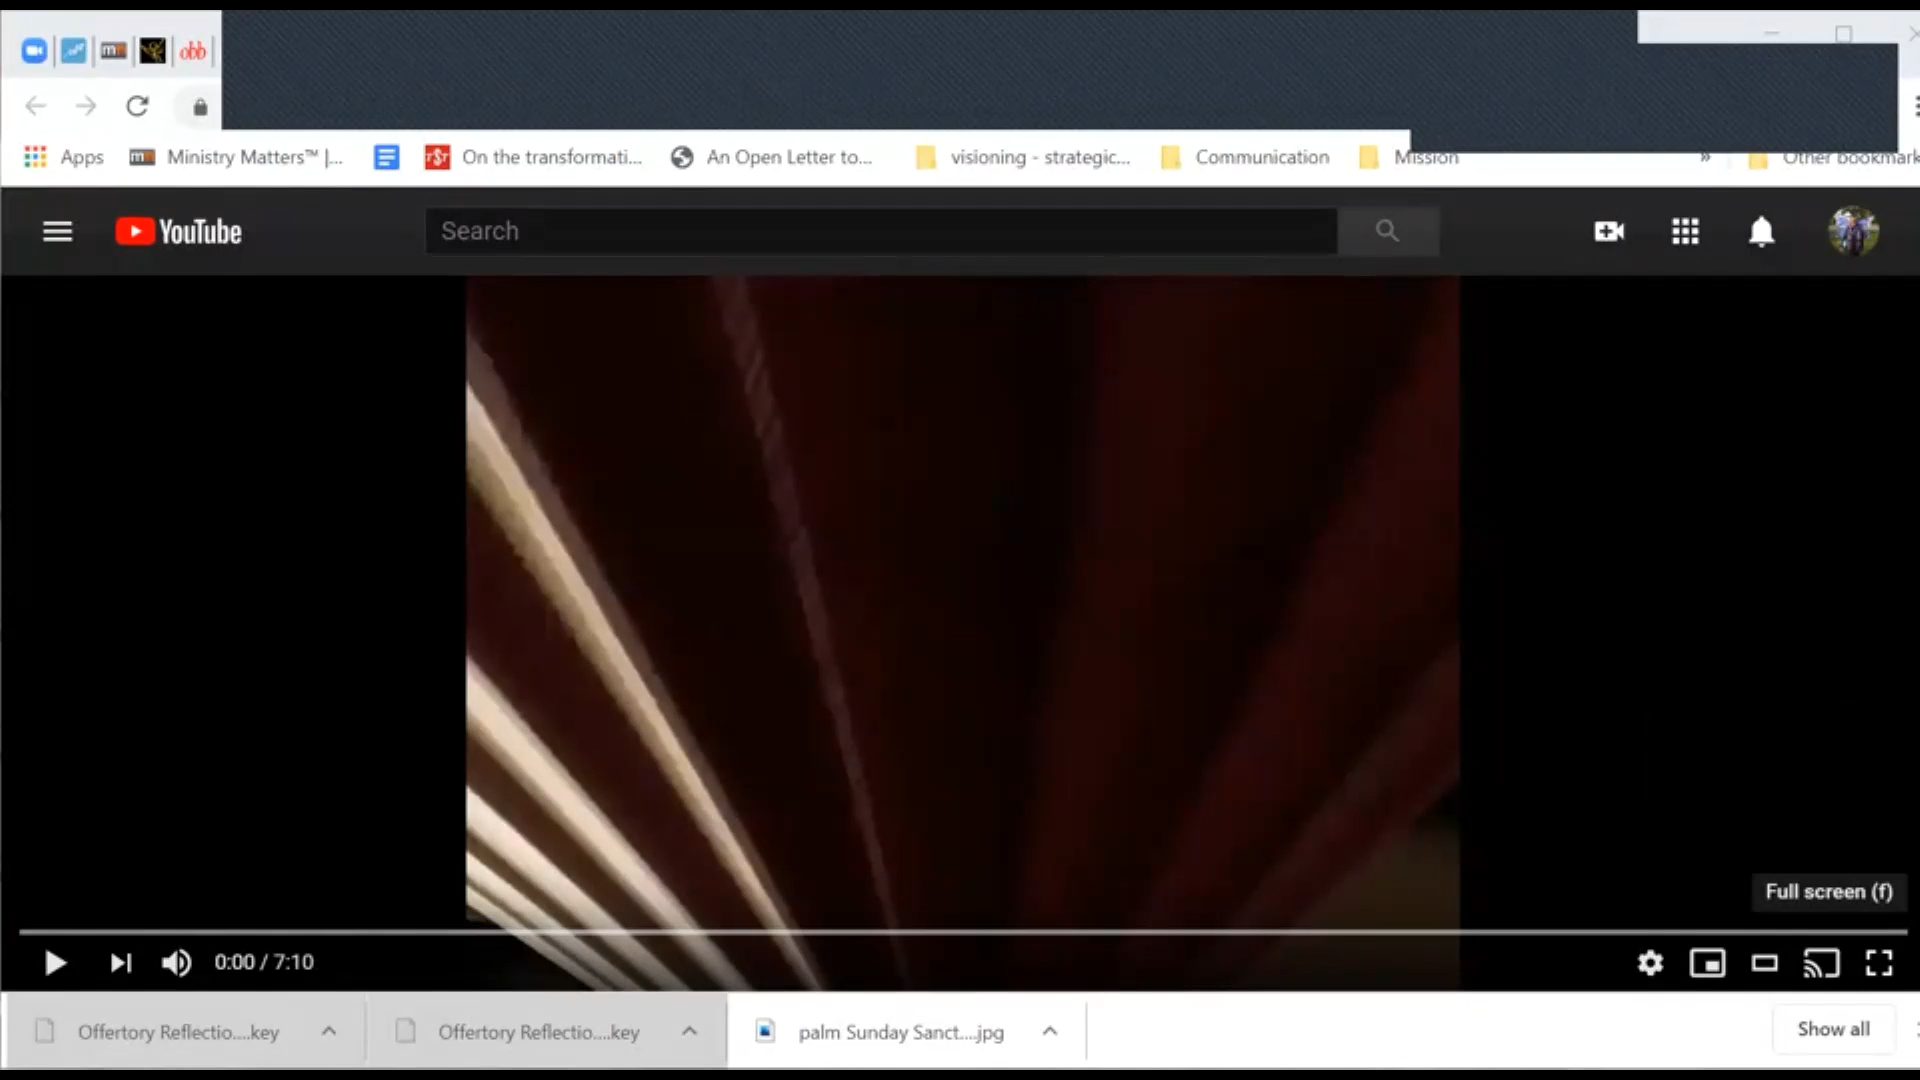 m
obb
Apps m Ministry Matters™ |... On the transformati... An Open Letter to... visioning - strategic... Communication Mission » Other bookmark
YouTube Search
Full screen (f)
0:00 / 7:10
Offertory Reflectio....key Offertory Reflectio....key palm Sunday Sanct....jpg Show all